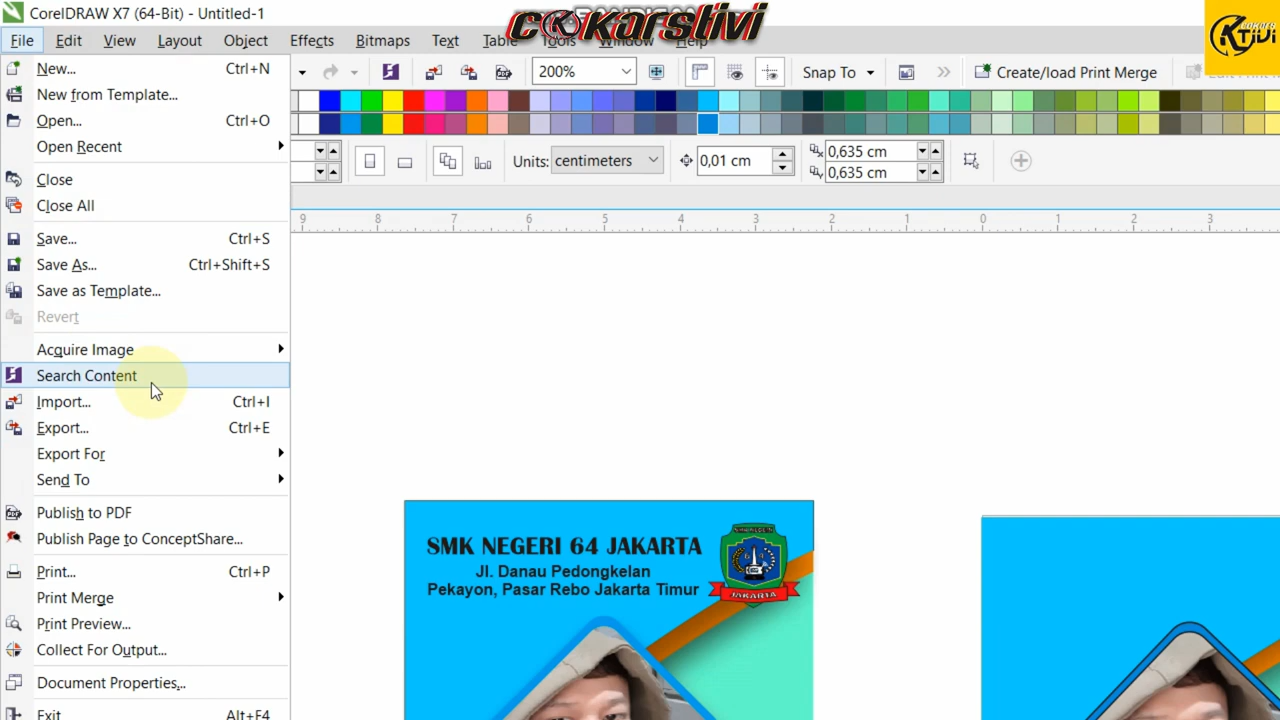 CorelDRAW X7 (64-Bit) - Untitled-1
cokarstivi
KTiVi
File Edit View Layout Object Effects Bitmaps Text Table Tools Window Help
200% Snap To Create/load Print Merge
Units: centimeters 0,01 cm 0,635 cm
0,635 cm
9 8 7 6 5 4 3 2 1 0 1 2 3
New... Ctrl+N
New from Template...
Open... Ctrl+O
Open Recent
Close
Close All
Save... Ctrl+S
Save As... Ctrl+Shift+S
Save as Template...
Revert
Acquire Image
Search Content
Import... Ctrl+I
Export... Ctrl+E
Export For
Send To
Publish to PDF
Publish Page to ConceptShare...
Print... Ctrl+P
Print Merge
Print Preview...
Collect For Output...
Document Properties...
Exit Alt+F4
SMK NEGERI 64 JAKARTA
Jl. Danau Pedongkelan
Pekayon, Pasar Rebo Jakarta Timur
SMK NEGERI
JAKARTA